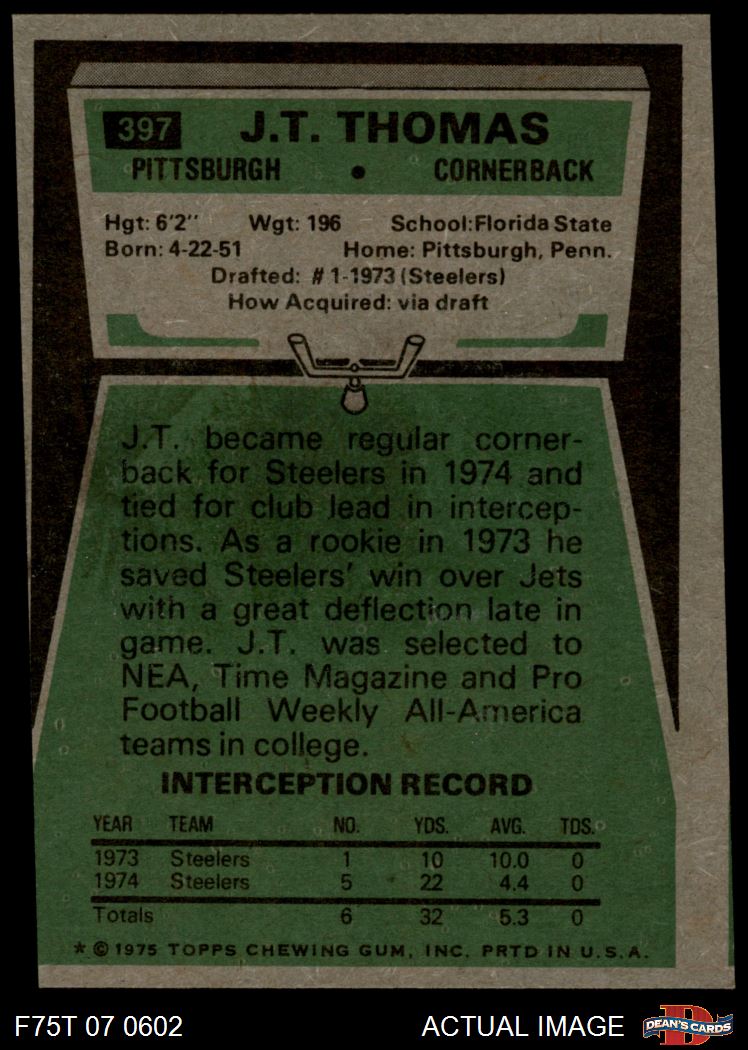 397 J.T. THOMAS
PITTSBURGH • CORNERBACK
Hgt: 6'2" Wgt: 196 School: Florida State
Born: 4-22-51 Home: Pittsburgh, Penn.
Drafted: #1-1973 (Steelers)
How Acquired: via draft
J.T. became regular corner-
back for Steelers in 1974 and
tied for club lead in intercep-
tions. As a rookie in 1973 he
saved Steelers' win over Jets
with a great deflection late in
game. J.T. was selected to
NEA, Time Magazine and Pro
Football Weekly All-America
teams in college.
INTERCEPTION RECORD
YEAR TEAM NO. YDS. AVG. TDS.
1973 Steelers 1 10 10.0 0
1974 Steelers 5 22 4.4 0
Totals 6 32 5.3 0
* © 1975 TOPPS CHEWING GUM, INC. PRTD IN U.S.A.
F75T 07 0602 ACTUAL IMAGE D DEAN'S CARDS